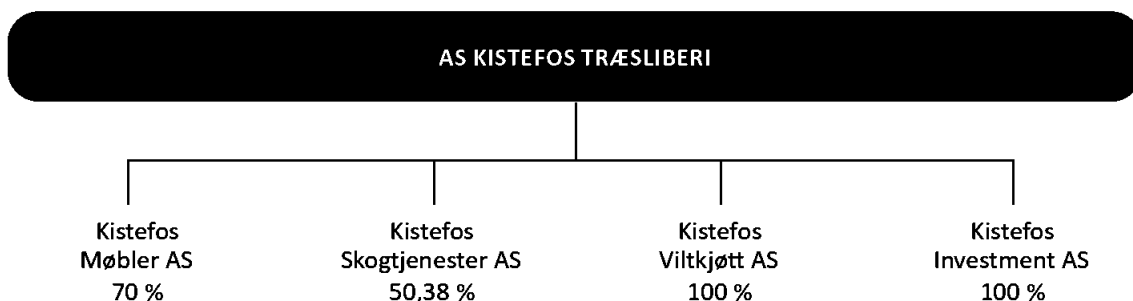 AS KISTEFOS TRÆSLIBERI
Kistefos
Møbler AS
70 %
Kistefos
Skogtjenester AS
50,38 %
Kistefos
Viltkjøtt AS
100 %
Kistefos
Investment AS
100 %